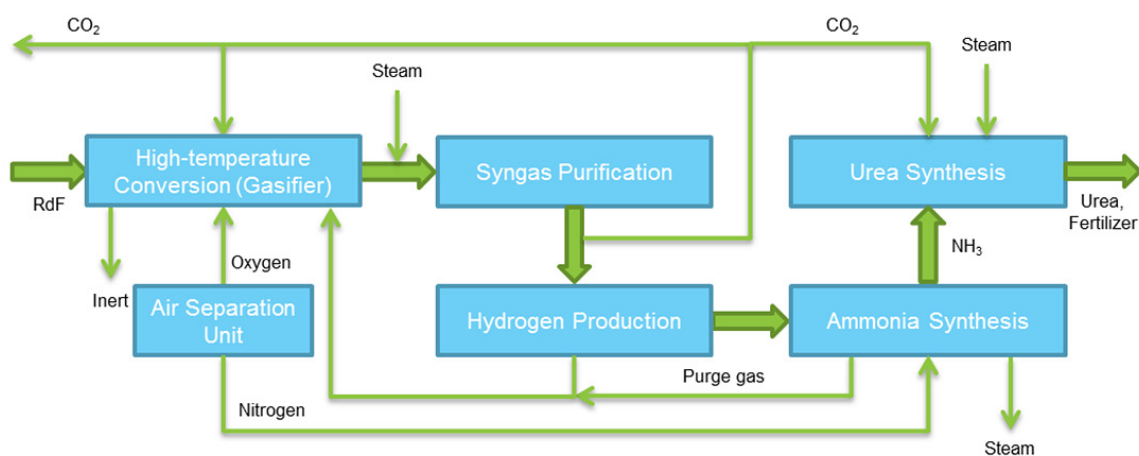 CO₂
CO₂
Steam
Steam
High-temperature
Conversion (Gasifier)
Syngas Purification
Urea Synthesis
RdF
Urea,
Fertilizer
Oxygen
NH₃
Inert
Air Separation
Unit
Hydrogen Production
Ammonia Synthesis
Purge gas
Nitrogen
Steam